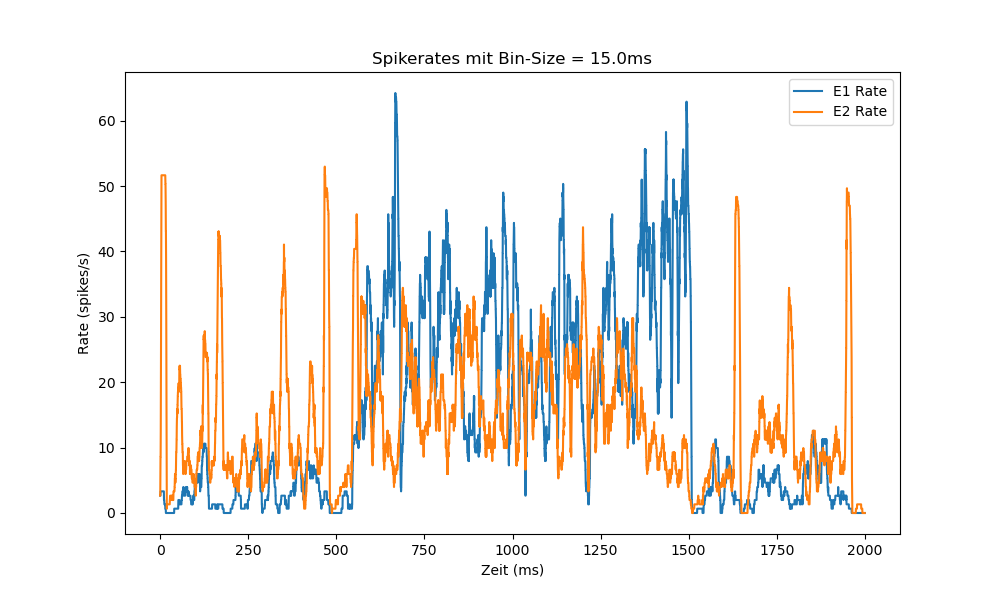 Spikerates mit Bin-Size = 15.0ms
E1 Rate
E2 Rate
Rate (spikes/s)
60
50
40
30
20
10
0
0 250 500 750 1000 1250 1500 1750 2000
Zeit (ms)